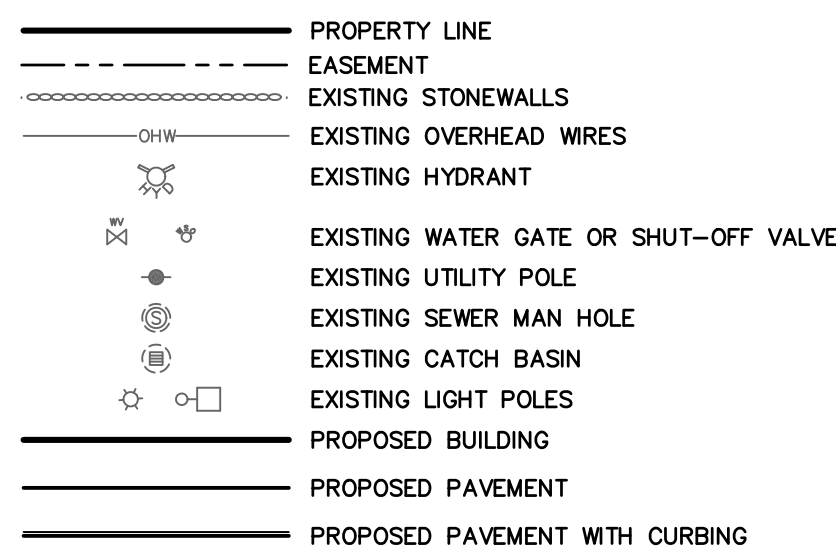 PROPERTY LINE
EASEMENT
EXISTING STONEWALLS
OHW EXISTING OVERHEAD WIRES
HYD EXISTING HYDRANT
WV
SO EXISTING WATER GATE OR SHUT-OFF VALVE
EXISTING UTILITY POLE
S EXISTING SEWER MAN HOLE
EXISTING CATCH BASIN
EXISTING LIGHT POLES
PROPOSED BUILDING
PROPOSED PAVEMENT
PROPOSED PAVEMENT WITH CURBING